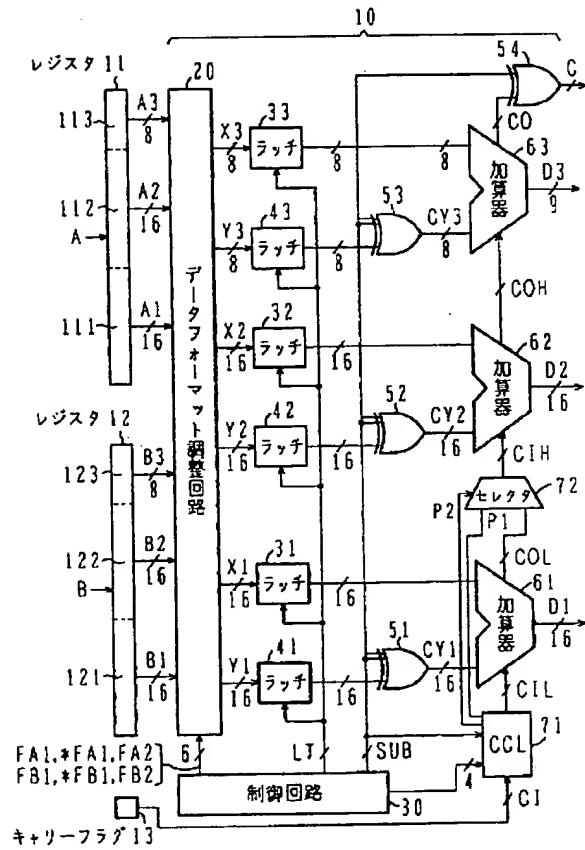 10
レジスタ 11
20
54
C
113
A3
8
X3
8
33
ラッチ
8
8
CO
63
加算器
D3
9
112
A2
16
A
43
Y3
8
ラッチ
8
53
CY3
8
COH
111
A1
16
データフォーマット調整回路
X2
16
32
ラッチ
16
62
加算器
D2
16
レジスタ 12
42
Y2
16
ラッチ
16
52
CY2
16
CIH
123
B3
8
P2
セレクタ
72
P1
COL
122
B2
16
B
X1
16
31
ラッチ
16
61
加算器
D1
16
121
B1
16
41
Y1
16
ラッチ
16
51
CY1
16
CIL
FA1,*FA1,FA2
FB1,*FB1,FB2
6
LT
SUB
CCL
71
制御回路
30
4
CI
キャリーフラグ 13